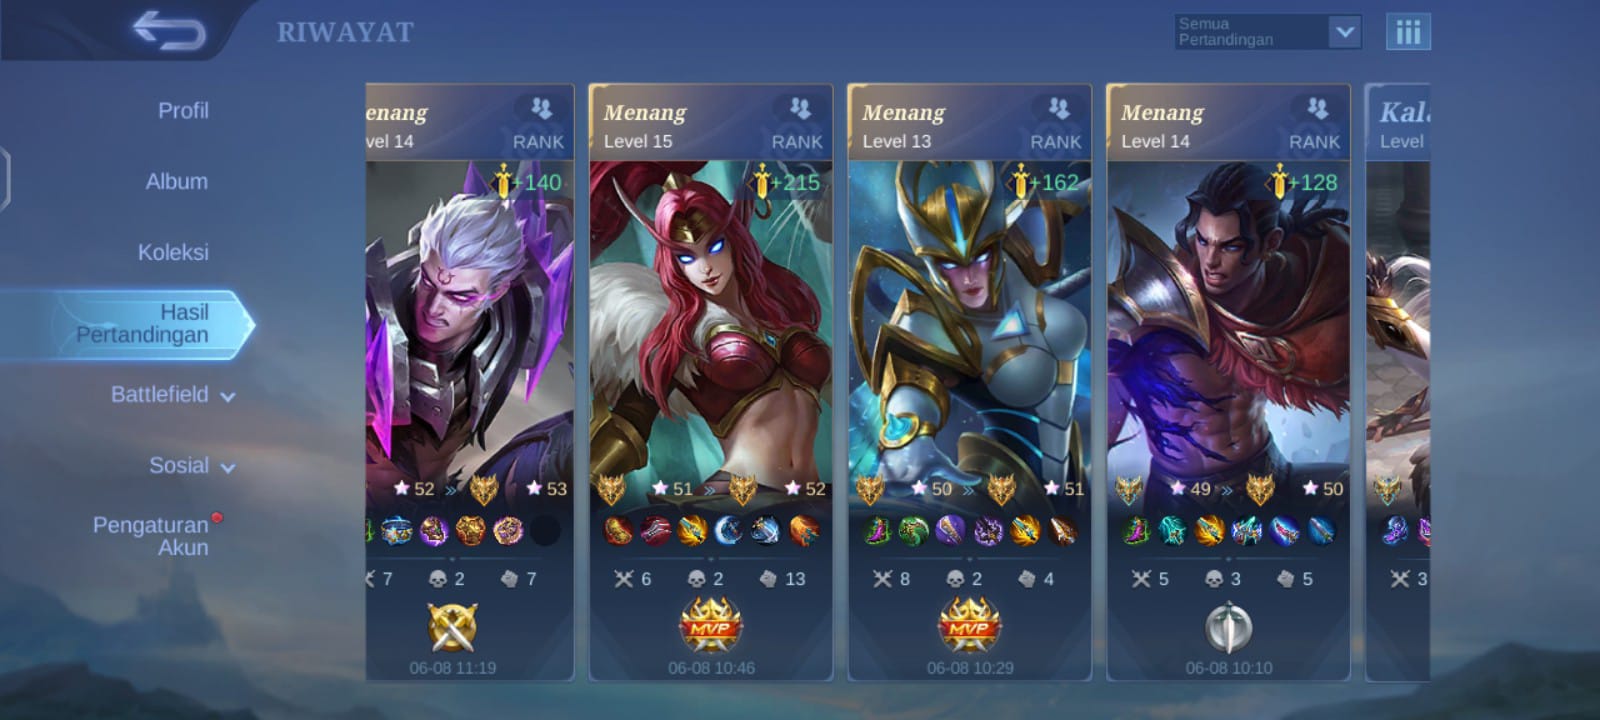 RIWAYAT
Semua
Pertandingan
Profil
Album
Koleksi
Hasil
Pertandingan
Battlefield
Sosial
Pengaturan
Akun
enang
vel 14
RANK
+140
52 » 53
7 2 7
06-08 11:19
Menang
Level 15
RANK
+215
51 » 52
6 2 13
MVP
06-08 10:46
Menang
Level 13
RANK
+162
50 » 51
8 2 4
MVP
06-08 10:29
Menang
Level 14
RANK
+128
49 » 50
5 3 5
06-08 10:10
Kal
Level
3